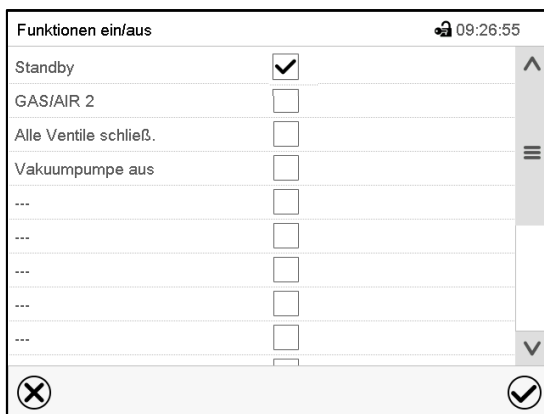 Funktionen ein/aus 09:26:55
Standby
GAS/AIR 2
Alle Ventile schließ.
Vakuumpumpe aus
---
---
---
---
---